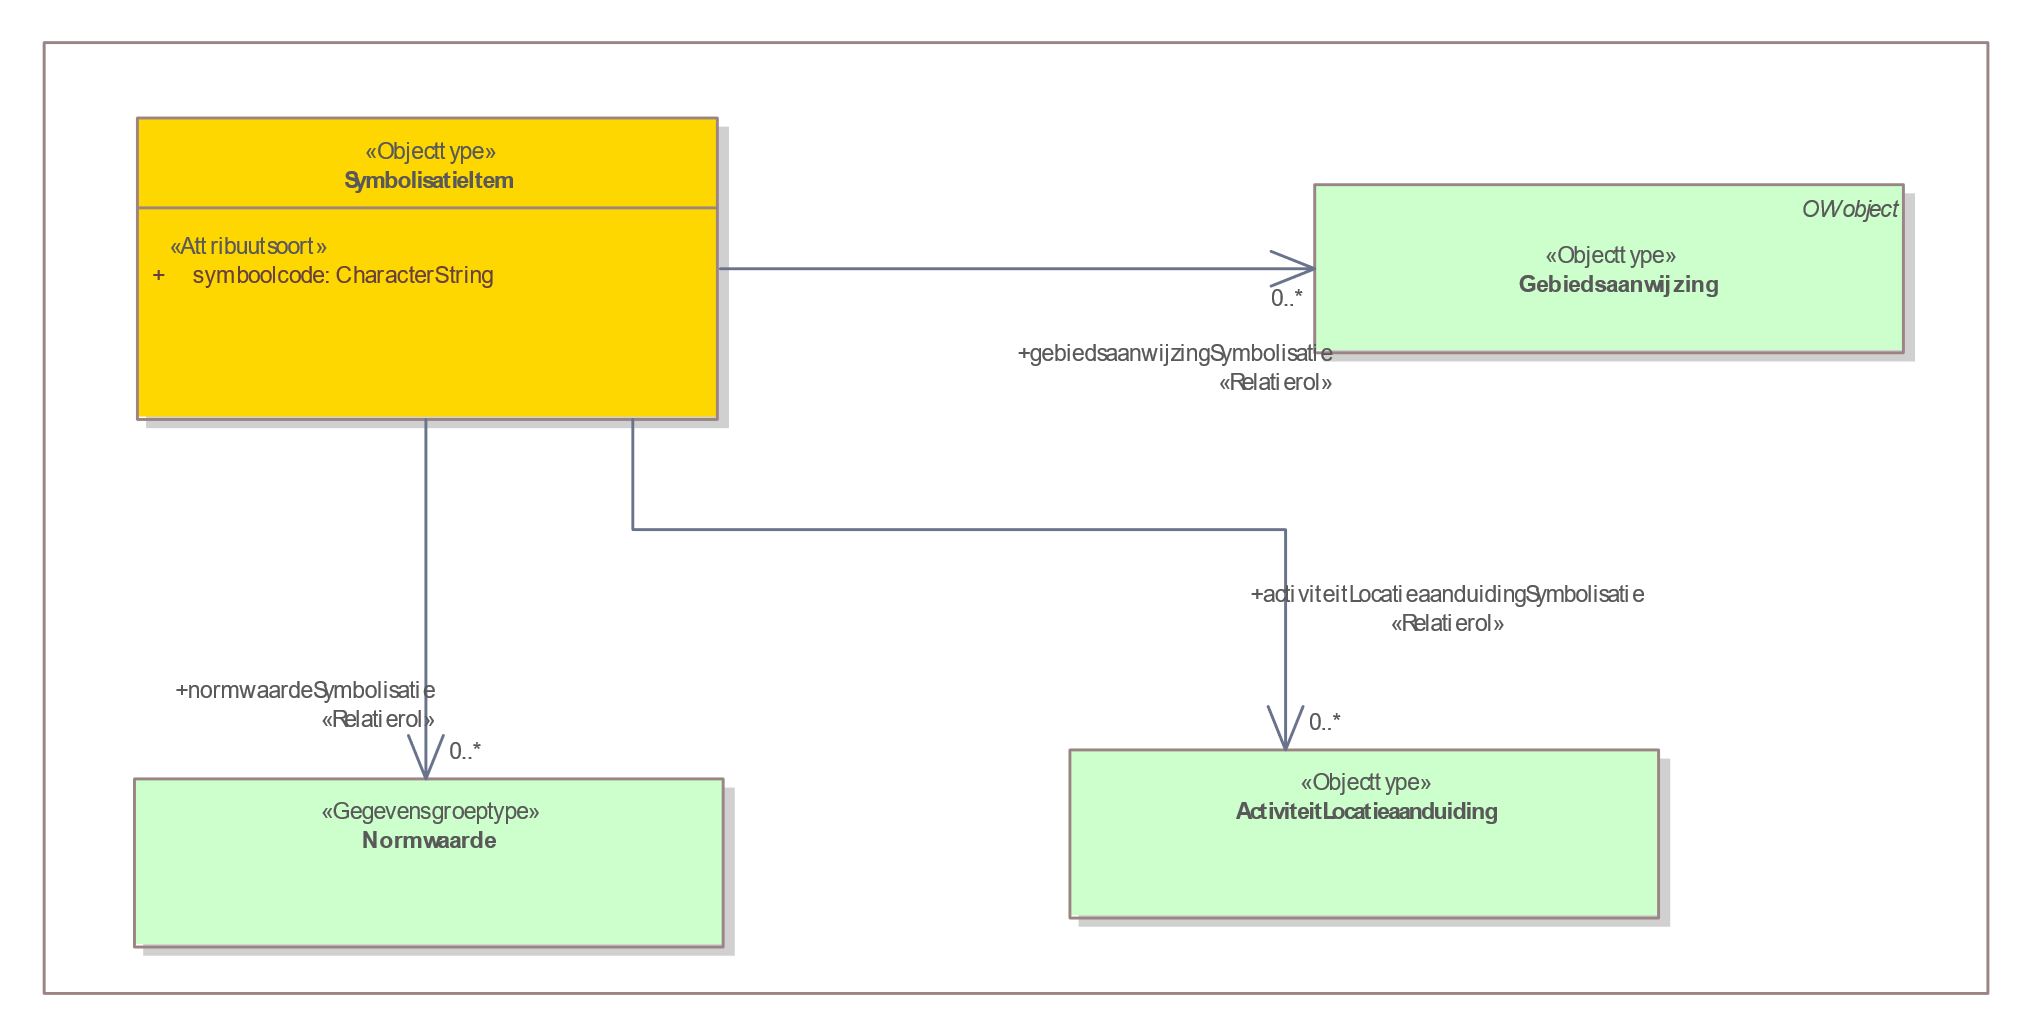 «Objecttype»
SymbolisatieItem
«Attribuutsoort»
+ symboolcode: CharacterString
OWobject
«Objecttype»
Gebiedsaanwijzing
0..*
+gebiedsaanwijzingSymbolisatie
«Relatierol»
+activiteitLocatieaanduidingSymbolisatie
«Relatierol»
+normwaardeSymbolisatie
«Relatierol»
0..*
0..*
«Gegevensgroeptype»
Normwaarde
«Objecttype»
ActiviteitLocatieaanduiding